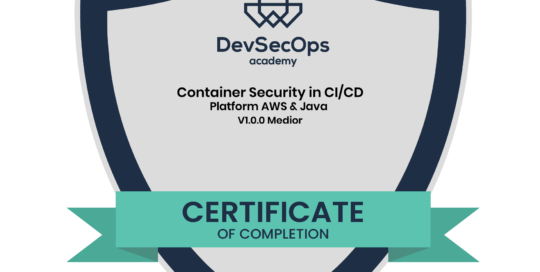 DevSecOps
academy
Container Security in CI/CD
Platform AWS & Java
V1.0.0 Medior
CERTIFICATE
OF COMPLETION